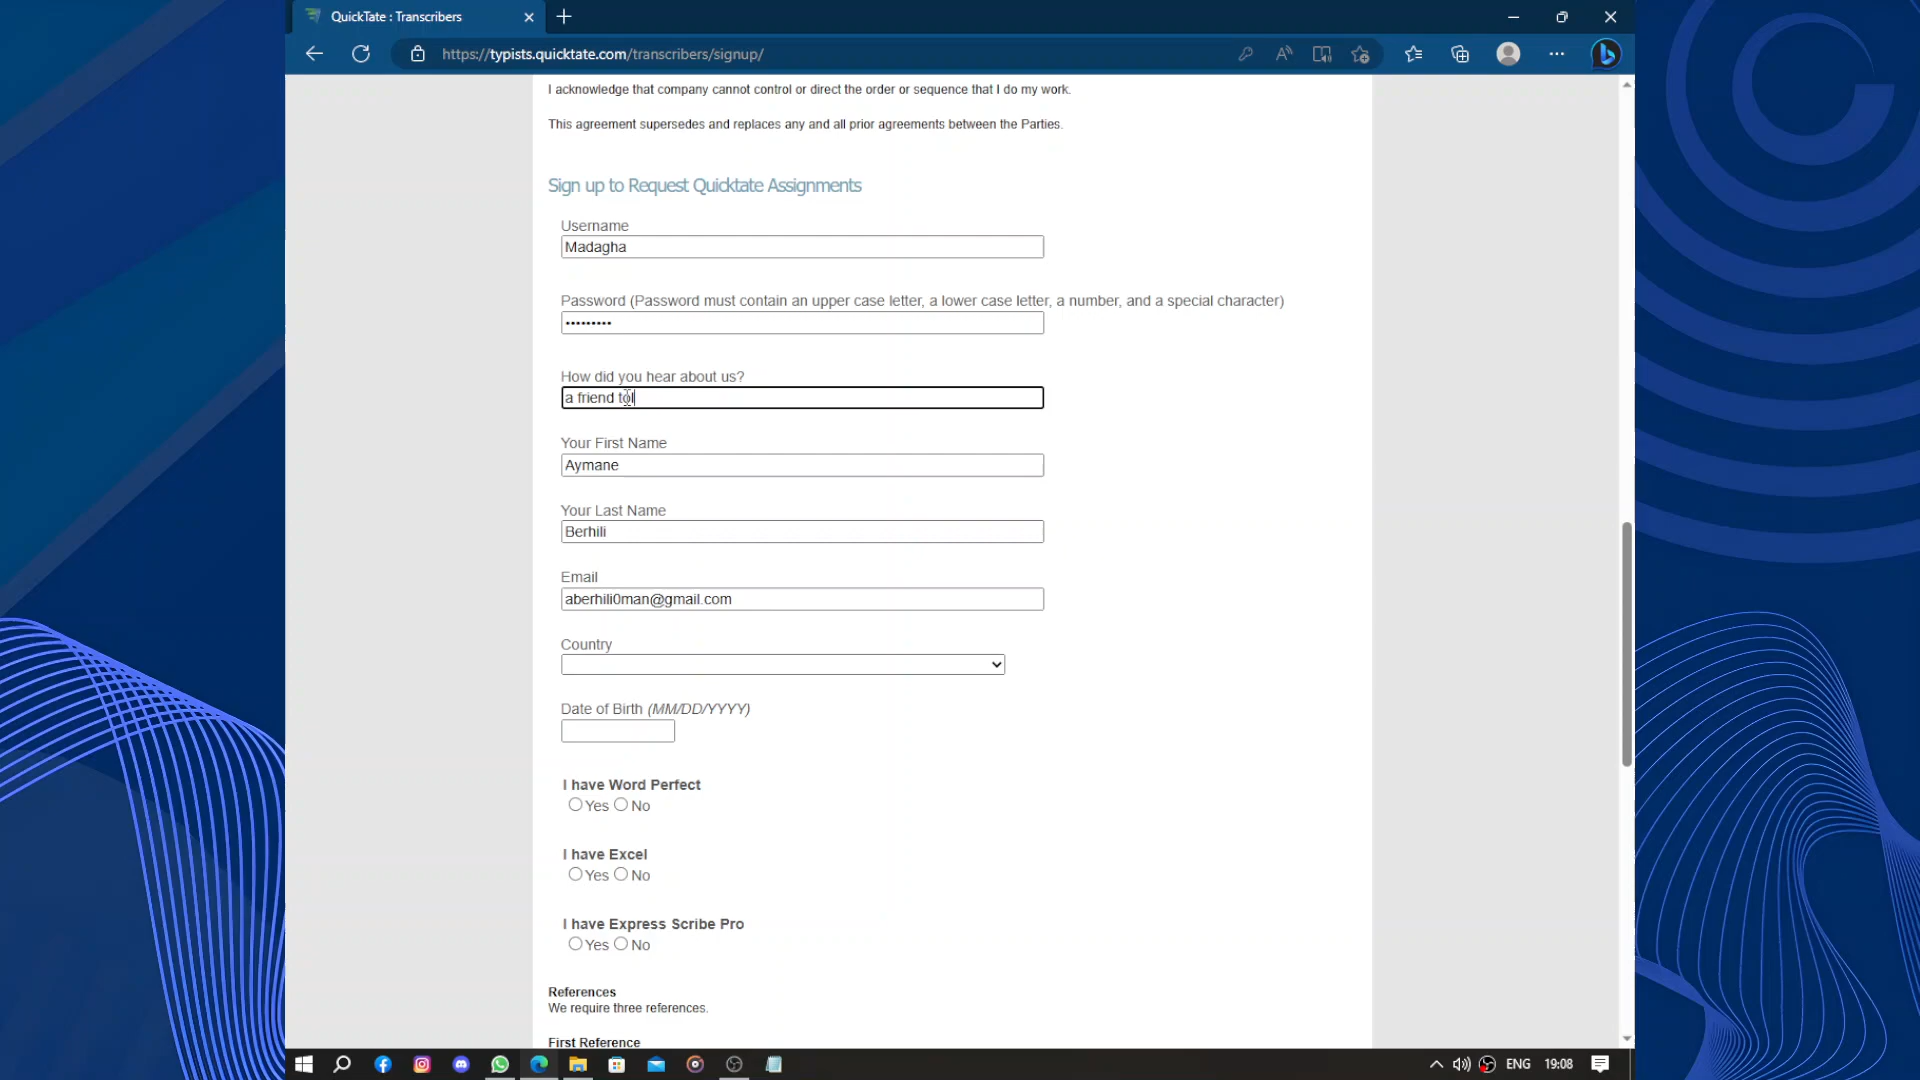 QuickTate : Transcribers
https://typists.quicktate.com/transcribers/signup/
I acknowledge that company cannot control or direct the order or sequence that I do my work.
This agreement supersedes and replaces any and all prior agreements between the Parties.
Sign up to Request Quicktate Assignments
Username
Madagha
Password (Password must contain an upper case letter, a lower case letter, a number, and a special character)
•••••••••
How did you hear about us?
a friend tol
Your First Name
Aymane
Your Last Name
Berhili
Email
aberhili0man@gmail.com
Country
Date of Birth (MM/DD/YYYY)
I have Word Perfect
Yes No
I have Excel
Yes No
I have Express Scribe Pro
Yes No
References
We require three references.
First Reference
ENG 19:08